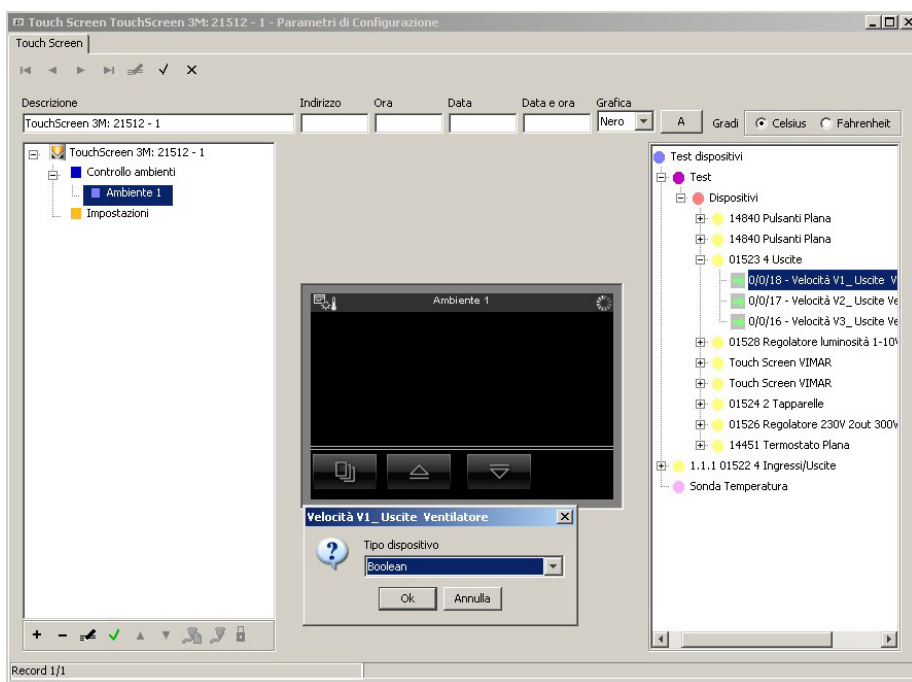 Touch Screen TouchScreen 3M: 21512 - 1 - Parametri di Configurazione
Touch Screen
Descrizione
Indirizzo
Ora
Data
Data e ora
Grafica
TouchScreen 3M: 21512 - 1
Nero
A
Gradi
Celsius
Fahrenheit
TouchScreen 3M: 21512 - 1
Controllo ambienti
Ambiente 1
Impostazioni
Ambiente 1
Velocità V1_ Uscite Ventilatore
Tipo dispositivo
Boolean
Ok
Annulla
Test dispositivi
Test
Dispositivi
14840 Pulsanti Plana
14840 Pulsanti Plana
01523 4 Uscite
0/0/18 - Velocità V1_ Uscite V
0/0/17 - Velocità V2_ Uscite Ve
0/0/16 - Velocità V3_ Uscite Ve
01528 Regolatore luminosità 1-10V
Touch Screen VIMAR
Touch Screen VIMAR
01524 2 Tapparelle
01526 Regolatore 230V 2out 300V
14451 Termostato Plana
1.1.1 01522 4 Ingressi/Uscite
Sonda Temperatura
Record 1/1